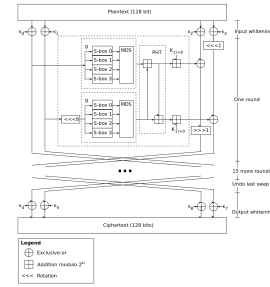 Plaintext (128 bit)
K₀ K₁ K₂ K₃ Input whitening
<<<1
g
S-box 0 MDS
S-box 1
S-box 2
S-box 3
PHT K₂ᵣ₊₈
One round
g
S-box 0 MDS
S-box 1
<<<8 S-box 2
S-box 3
K₂ᵣ₊₉
>>>1
15 more rounds
Undo last swap
K₄ K₅ K₆ K₇ Output whitening
Ciphertext (128 bits)
Legend
Exclusive-or
Addition modulo 2³²
<<< Rotation